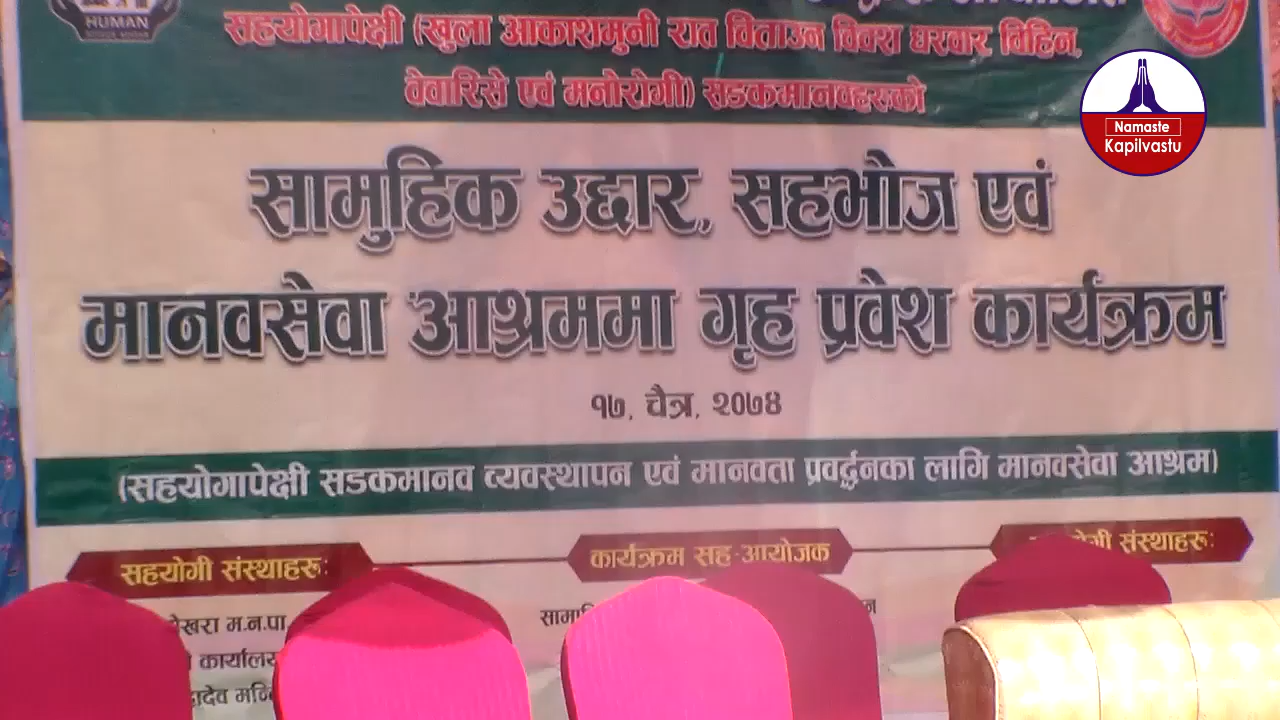 HUMAN
सहयोगापेक्षी (खुला आकाशमुनी रात विताउन विवश घरवार विहिन,
वेवारिसे एवं मनोरोगी) सडकमानवहरुको
Namaste
Kapilvastu
सामुहिक उद्दार, सहभोज एवं
मानवसेवा आश्रममा गृह प्रवेश कार्यक्रम
१७, चैत्र, २०७४
(सहयोगापेक्षी सडकमानव व्यवस्थापन एवं मानवता प्रवर्द्धनका लागि मानवसेवा आश्रम)
सहयोगी संस्थाहरु:
कार्यक्रम सह-आयोजक
संस्थाहरु:
म.न.पा.